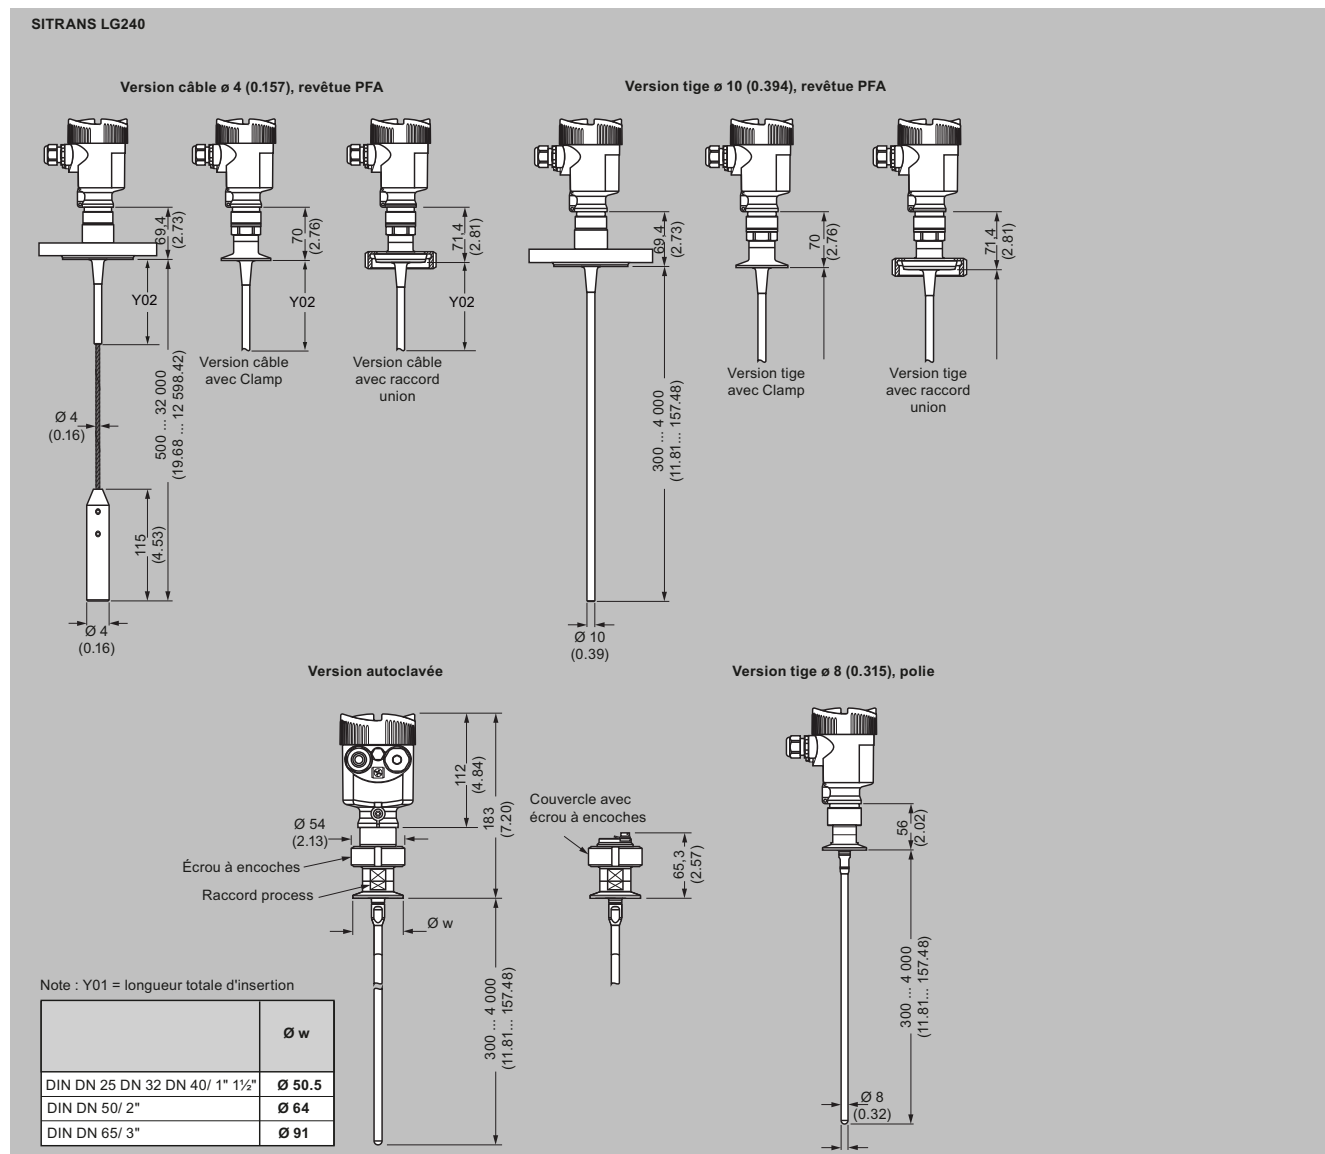 SITRANS LG240
Version câble ø 4 (0.157), revêtue PFA
69,4
(2.73)
Y02
500 ... 32 000
(19.68 ... 12 598.42)
Ø 4
(0.16)
115
(4.53)
Ø 4
(0.16)
70
(2.76)
Y02
Version câble
avec Clamp
71,4
(2.81)
Y02
Version câble
avec raccord
union
Version tige ø 10 (0.394), revêtue PFA
69,4
(2.73)
300 ... 4 000
(11.81... 157.48)
Ø 10
(0.39)
70
(2.76)
Version tige
avec Clamp
71,4
(2.81)
Version tige
avec raccord
union
Version autoclavée
112
(4.84)
183
(7.20)
Ø 54
(2.13)
Écrou à encoches
Raccord process
Ø w
300 ... 4 000
(11.81... 157.48)
Couvercle avec
écrou à encoches
65,3
(2.57)
Version tige ø 8 (0.315), polie
56
(2.02)
300 ... 4 000
(11.81... 157.48)
Ø 8
(0.32)
Note : Y01 = longueur totale d'insertion
Ø w
DIN DN 25 DN 32 DN 40/ 1" 1½" Ø 50.5
DIN DN 50/ 2" Ø 64
DIN DN 65/ 3" Ø 91